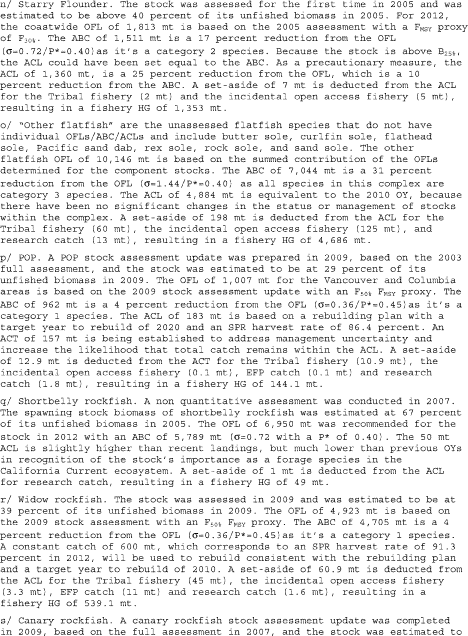 n/ Starry Flounder. The stock was assessed for the first time in 2005 and was
estimated to be above 40 percent of its unfished biomass in 2005. For 2012,
the coastwide OFL of 1,813 mt is based on the 2005 assessment with a FMSY proxy
of F30%. The ABC of 1,511 mt is a 17 percent reduction from the OFL
(σ=0.72/P*=0.40)as it's a category 2 species. Because the stock is above B25%,
the ACL could have been set equal to the ABC. As a precautionary measure, the
ACL of 1,360 mt, is a 25 percent reduction from the OFL, which is a 10
percent reduction from the ABC. A set-aside of 7 mt is deducted from the ACL
for the Tribal fishery (2 mt) and the incidental open access fishery (5 mt),
resulting in a fishery HG of 1,353 mt.
o/ "Other flatfish" are the unassessed flatfish species that do not have
individual OFLs/ABC/ACLs and include butter sole, curlfin sole, flathead
sole, Pacific sand dab, rex sole, rock sole, and sand sole. The other
flatfish OFL of 10,146 mt is based on the summed contribution of the OFLs
determined for the component stocks. The ABC of 7,044 mt is a 31 percent
reduction from the OFL (σ=1.44/P*=0.40) as all species in this complex are
category 3 species. The ACL of 4,884 mt is equivalent to the 2010 OY, because
there have been no significant changes in the status or management of stocks
within the complex. A set-aside of 198 mt is deducted from the ACL for the
Tribal fishery (60 mt), the incidental open access fishery (125 mt), and
research catch (13 mt), resulting in a fishery HG of 4,686 mt.
p/ POP. A POP stock assessment update was prepared in 2009, based on the 2003
full assessment, and the stock was estimated to be at 29 percent of its
unfished biomass in 2009. The OFL of 1,007 mt for the Vancouver and Columbia
areas is based on the 2009 stock assessment update with an F50% FMSY proxy. The
ABC of 962 mt is a 4 percent reduction from the OFL (σ=0.36/P*=0.45)as it's a
category 1 species. The ACL of 183 mt is based on a rebuilding plan with a
target year to rebuild of 2020 and an SPR harvest rate of 86.4 percent. An
ACT of 157 mt is being established to address management uncertainty and
increase the likelihood that total catch remains within the ACL. A set-aside
of 12.9 mt is deducted from the ACT for the Tribal fishery (10.9 mt), the
incidental open access fishery (0.1 mt), EFP catch (0.1 mt) and research
catch (1.8 mt), resulting in a fishery HG of 144.1 mt.
q/ Shortbelly rockfish. A non quantitative assessment was conducted in 2007.
The spawning stock biomass of shortbelly rockfish was estimated at 67 percent
of its unfished biomass in 2005. The OFL of 6,950 mt was recommended for the
stock in 2012 with an ABC of 5,789 mt (σ=0.72 with a P* of 0.40). The 50 mt
ACL is slightly higher than recent landings, but much lower than previous OYs
in recognition of the stock's importance as a forage species in the
California Current ecosystem. A set-aside of 1 mt is deducted from the ACL
for research catch, resulting in a fishery HG of 49 mt.
r/ Widow rockfish. The stock was assessed in 2009 and was estimated to be at
39 percent of its unfished biomass in 2009. The OFL of 4,923 mt is based on
the 2009 stock assessment with an F50% FMSY proxy. The ABC of 4,705 mt is a 4
percent reduction from the OFL (σ=0.36/P*=0.45)as it's a category 1 species.
A constant catch of 600 mt, which corresponds to an SPR harvest rate of 91.3
percent in 2012, will be used to rebuild consistent with the rebuilding plan
and a target year to rebuild of 2010. A set-aside of 60.9 mt is deducted from
the ACL for the Tribal fishery (45 mt), the incidental open access fishery
(3.3 mt), EFP catch (11 mt) and research catch (1.6 mt), resulting in a
fishery HG of 539.1 mt.
s/ Canary rockfish. A canary rockfish stock assessment update was completed
in 2009, based on the full assessment in 2007, and the stock was estimated to